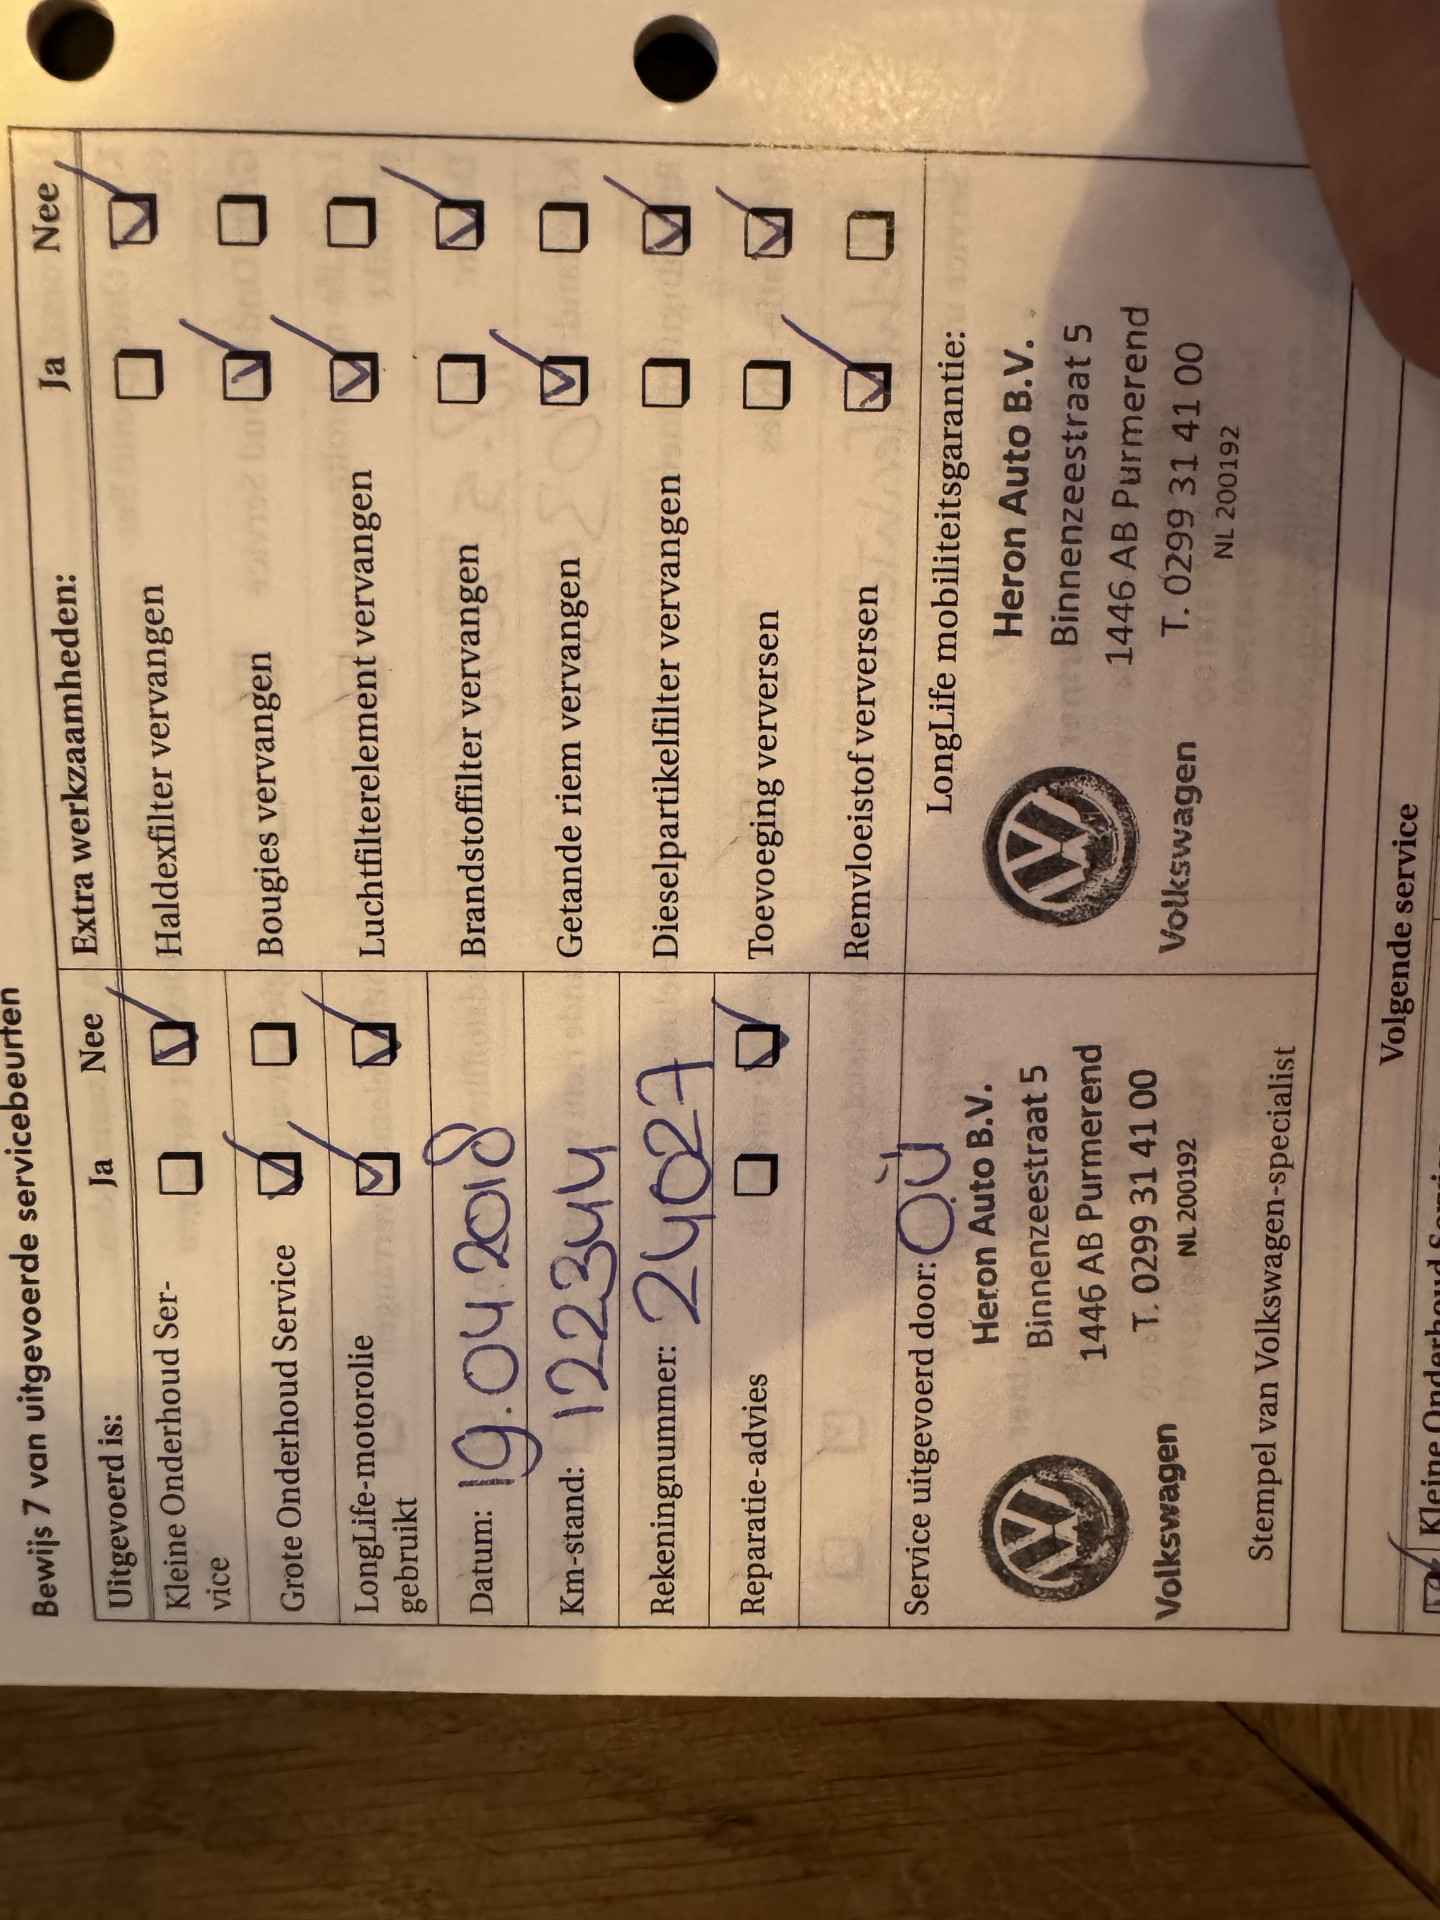 Bewijs 7 van uitgevoerde servicebeurten
Uitgevoerd is: Ja Nee
Kleine Onderhoud Ser-
vice
Grote Onderhoud Service
LongLife-motorolie
gebruikt
Datum: 19.04.2018
Km-stand: 122344
Rekeningnummer: 24027
Reparatie-advies
Extra werkzaamheden: Ja Nee
Haldexfilter vervangen
Bougies vervangen
Luchtfilterelement vervangen
Brandstoffilter vervangen
Getande riem vervangen
Dieselpartikelfilter vervangen
Toevoeging verversen
Remvloeistof verversen
Service uitgevoerd door:
Heron Auto B.V.
Binnenzeestraat 5
1446 AB Purmerend
T. 0299 31 41 00
NL 200192
Volkswagen
Stempel van Volkswagen-specialist
LongLife mobiliteitsgarantie:
Heron Auto B.V.
Binnenzeestraat 5
1446 AB Purmerend
T. 0299 31 41 00
NL 200192
Volkswagen
Volgende service
Kleine Onderhoud Service